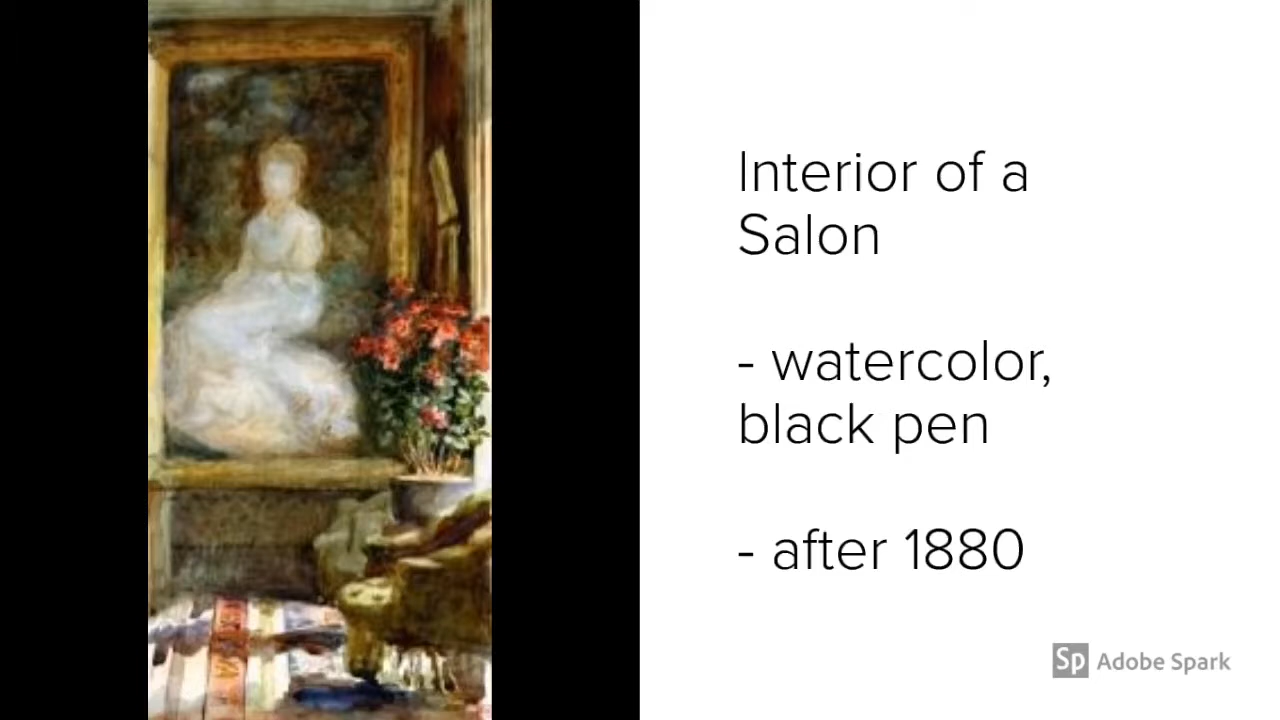 Interior of a
Salon
- watercolor,
black pen
- after 1880
Sp Adobe Spark